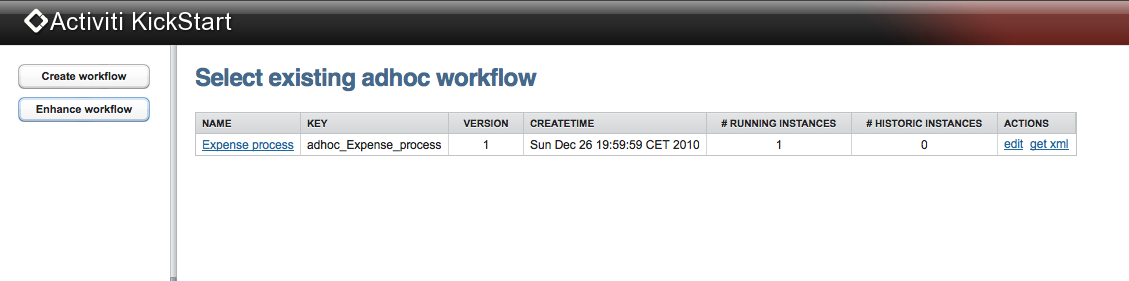 Activiti KickStart
Create workflow
Enhance workflow
Select existing adhoc workflow
NAME KEY VERSION CREATETIME # RUNNING INSTANCES # HISTORIC INSTANCES ACTIONS
Expense process adhoc_Expense_process 1 Sun Dec 26 19:59:59 CET 2010 1 0 edit get xml